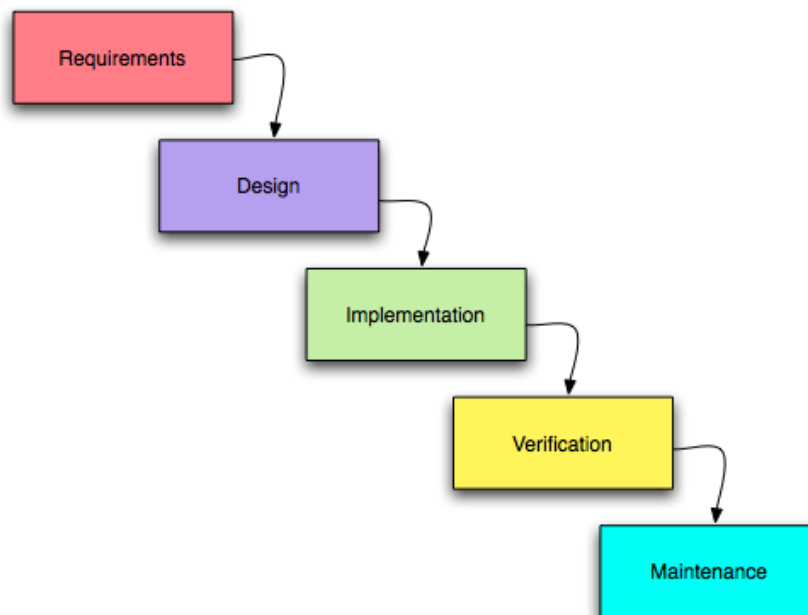 Requirements
Design
Implementation
Verification
Maintenance